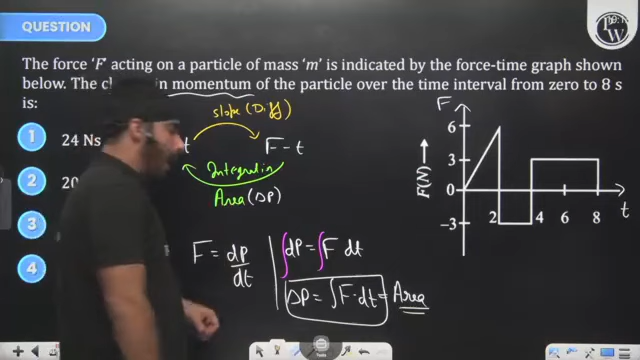 QUESTION
The force 'F' acting on a particle of mass 'm' is indicated by the force-time graph shown
below. The in momentum of the particle over the time interval from zero to 8 s
is:
1 24 Ns
2 20
3
4
slope (Diff)
t F - t
Integration
Area (ΔP)
F = dP/dt
∫dP = ∫F dt
ΔP = ∫F·dt = Area
F
F(N)
6
3
0
-3
2 4 6 8
t
PW